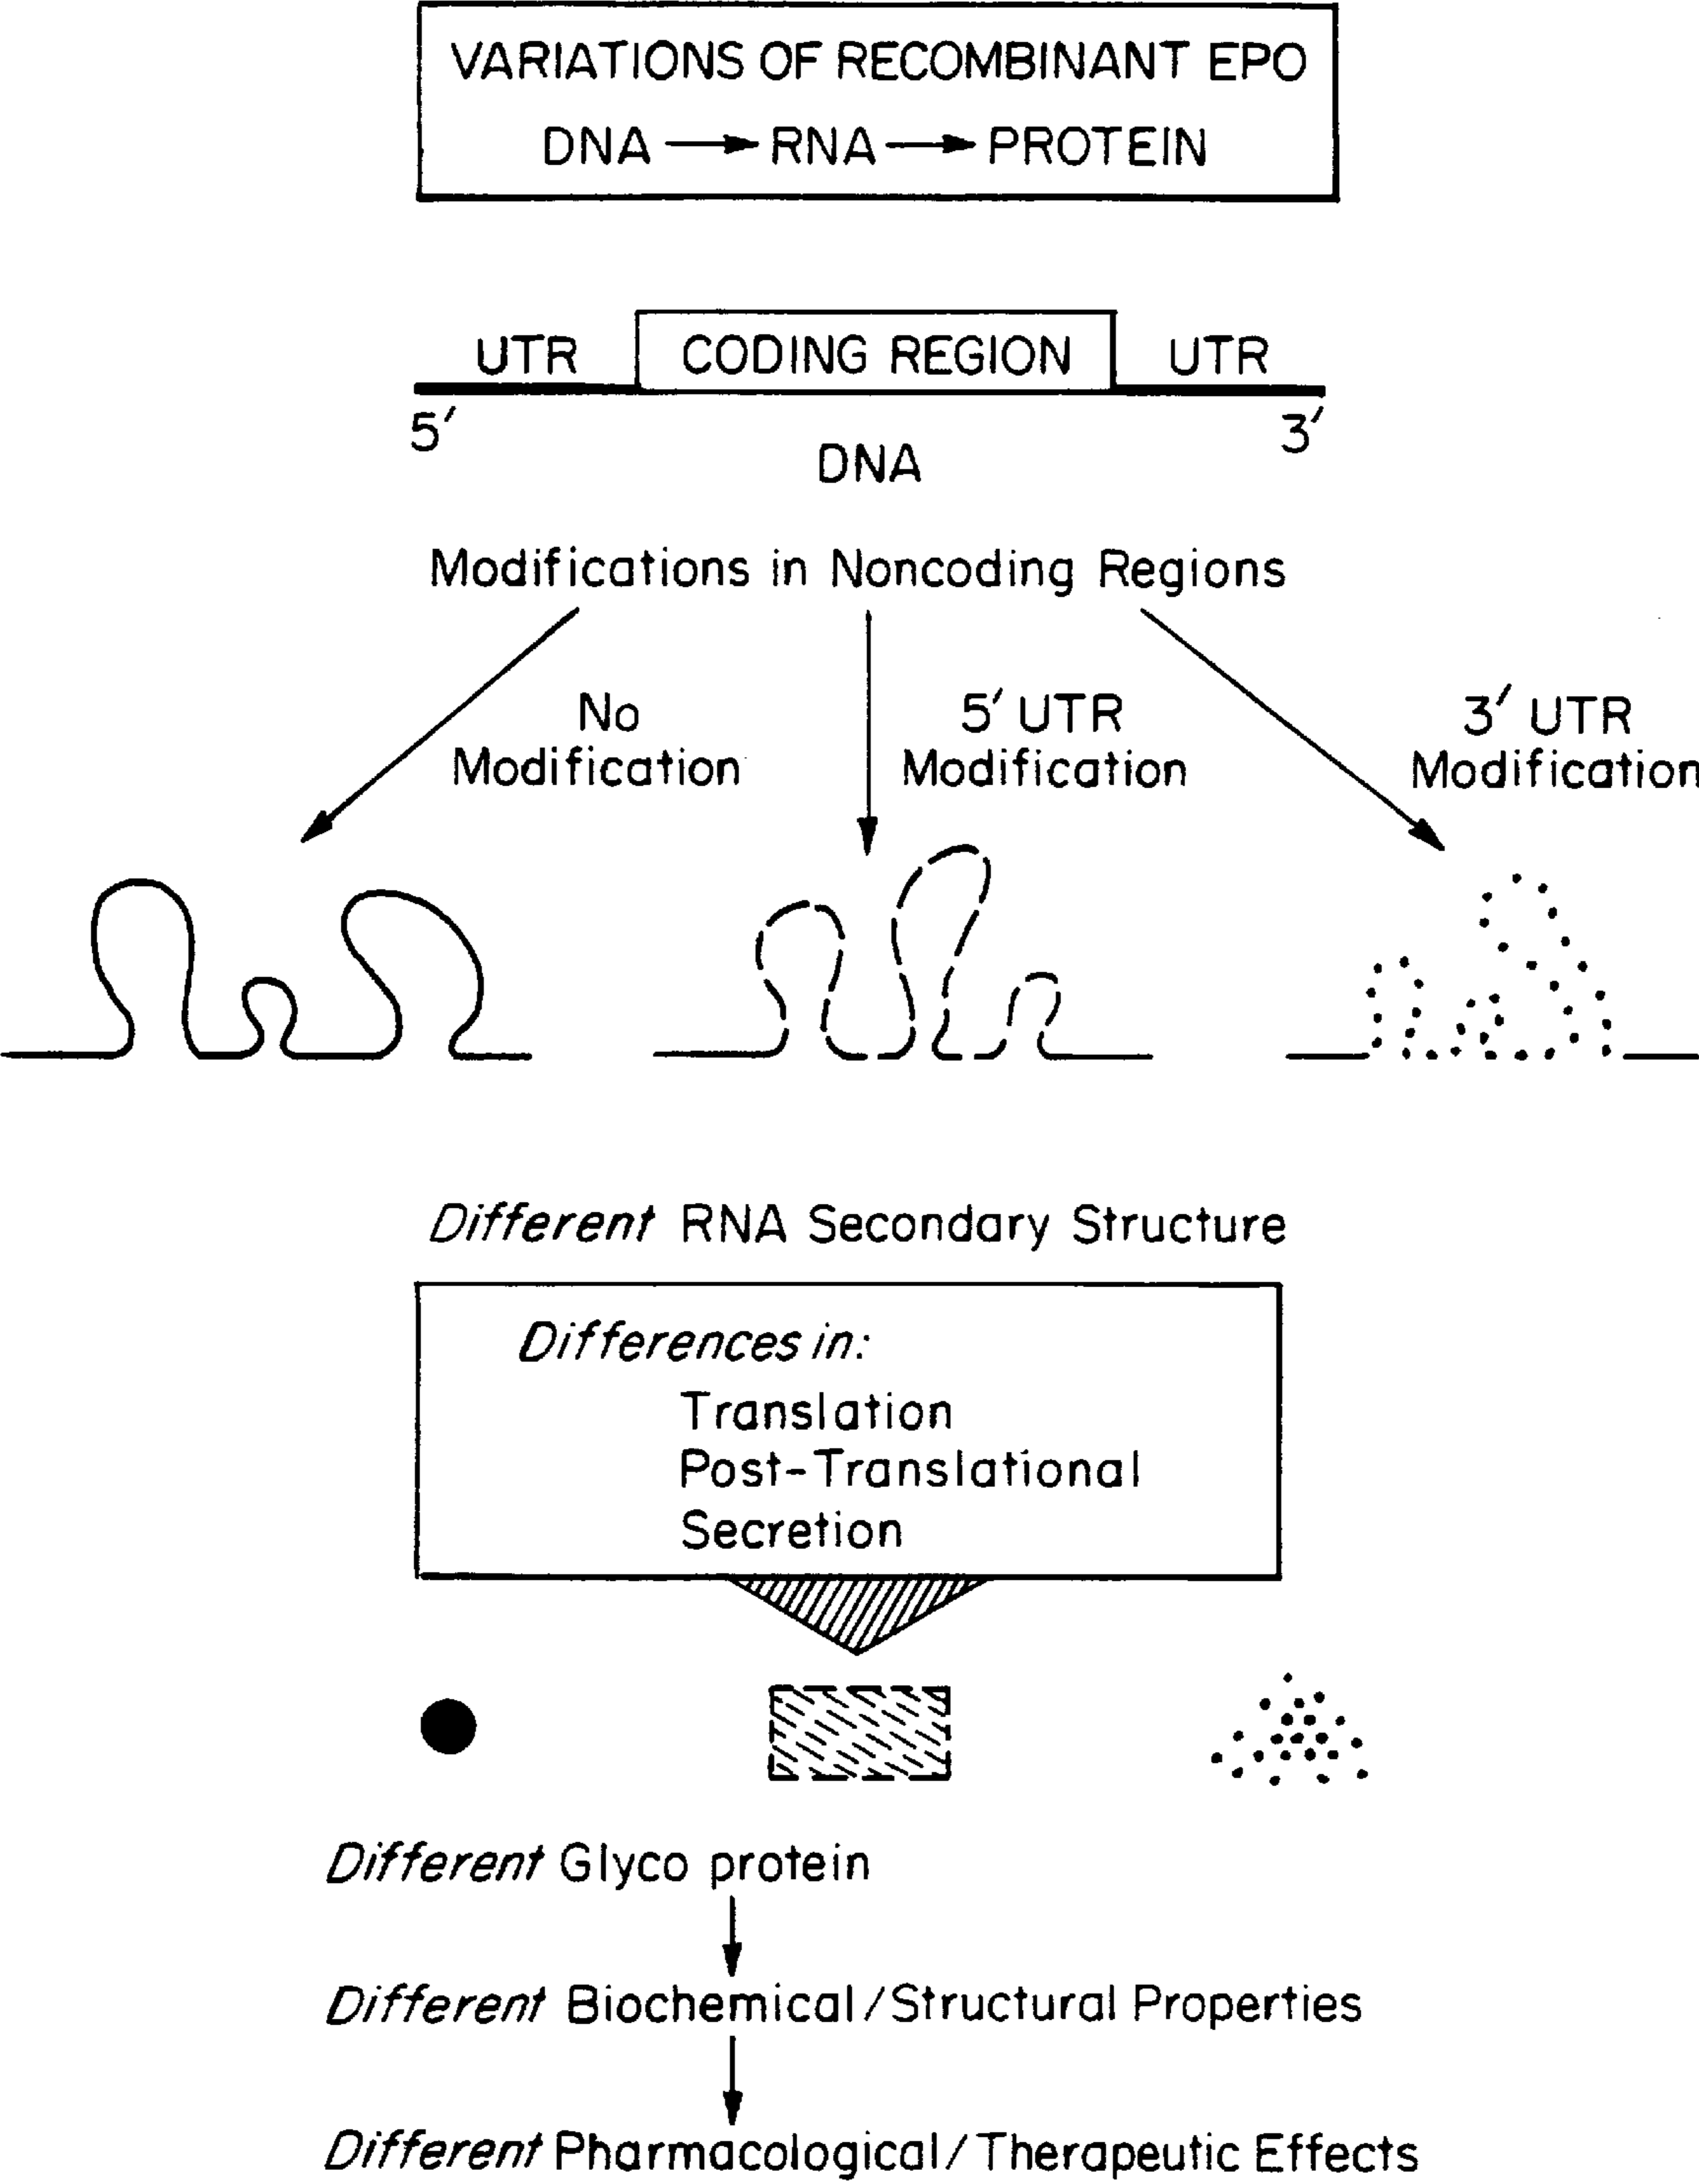 VARIATIONS OF RECOMBINANT EPO
DNA → RNA → PROTEIN
UTR CODING REGION UTR
5′ 3′
DNA
Modifications in Noncoding Regions
No Modification
5′ UTR Modification
3′ UTR Modification
Different RNA Secondary Structure
Differences in:
Translation
Post-Translational
Secretion
Different Glyco protein
Different Biochemical/Structural Properties
Different Pharmacological/Therapeutic Effects